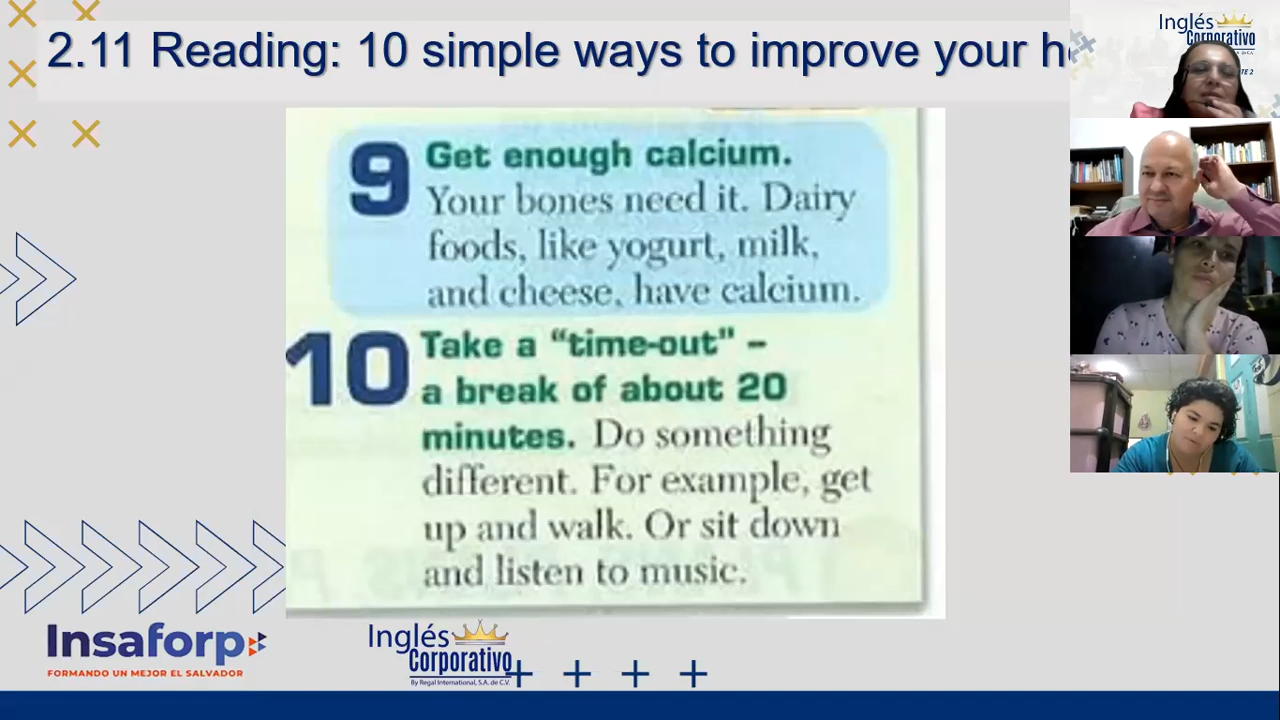 2.11 Reading: 10 simple ways to improve your h
Inglés
Corporativo
9 Get enough calcium.
Your bones need it. Dairy
foods, like yogurt, milk,
and cheese, have calcium.
10 Take a “time-out” –
a break of about 20
minutes. Do something
different. For example, get
up and walk. Or sit down
and listen to music.
Insaforp
FORMANDO UN MEJOR EL SALVADOR
Inglés
Corporativo
By Regal International, S.A. de C.V.